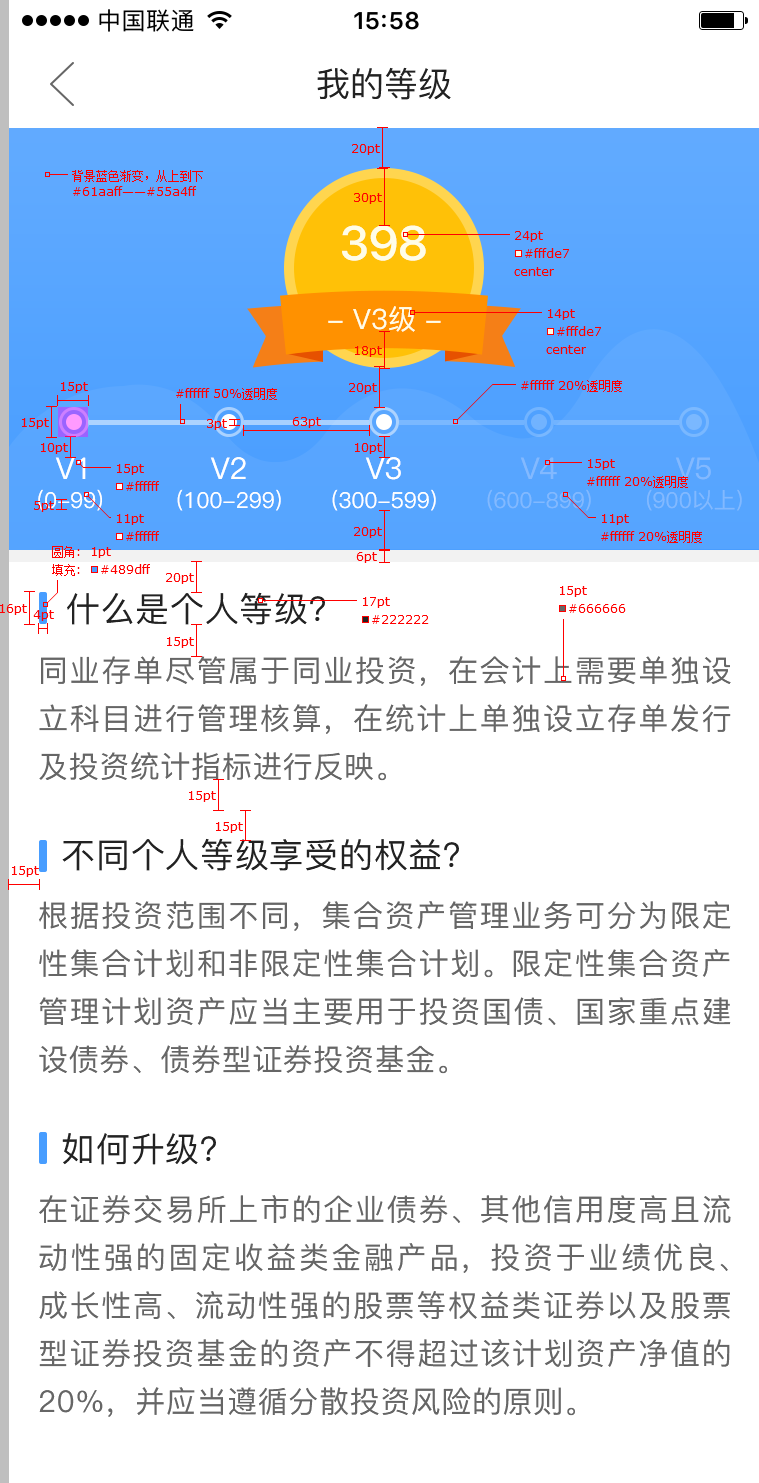 中国联通 15:58
我的等级
20pt
背景蓝色渐变，从上到下
#61aaff——#55a4ff
30pt
398
24pt
#fffde7
center
– V3级 –
14pt
#fffde7
center
18pt
15pt
#ffffff 50%透明度
20pt
#ffffff 20%透明度
15pt
3pt
63pt
10pt
10pt
V1 V2 V3 V4 V5
15pt
#ffffff
15pt
#ffffff 20%透明度
(0–99) (100–299) (300–599) (600–899) (900以上)
5pt
11pt
#ffffff
11pt
#ffffff 20%透明度
20pt
6pt
圆角： 1pt
填充： #489dff
20pt
16pt
4pt
什么是个人等级?
17pt
#222222
15pt
#666666
15pt
同业存单尽管属于同业投资，在会计上需要单独设
立科目进行管理核算，在统计上单独设立存单发行
及投资统计指标进行反映。
15pt
15pt
不同个人等级享受的权益?
15pt
根据投资范围不同，集合资产管理业务可分为限定
性集合计划和非限定性集合计划。限定性集合资产
管理计划资产应当主要用于投资国债、国家重点建
设债券、债券型证券投资基金。
如何升级?
在证券交易所上市的企业债券、其他信用度高且流
动性强的固定收益类金融产品，投资于业绩优良、
成长性高、流动性强的股票等权益类证券以及股票
型证券投资基金的资产不得超过该计划资产净值的
20%，并应当遵循分散投资风险的原则。